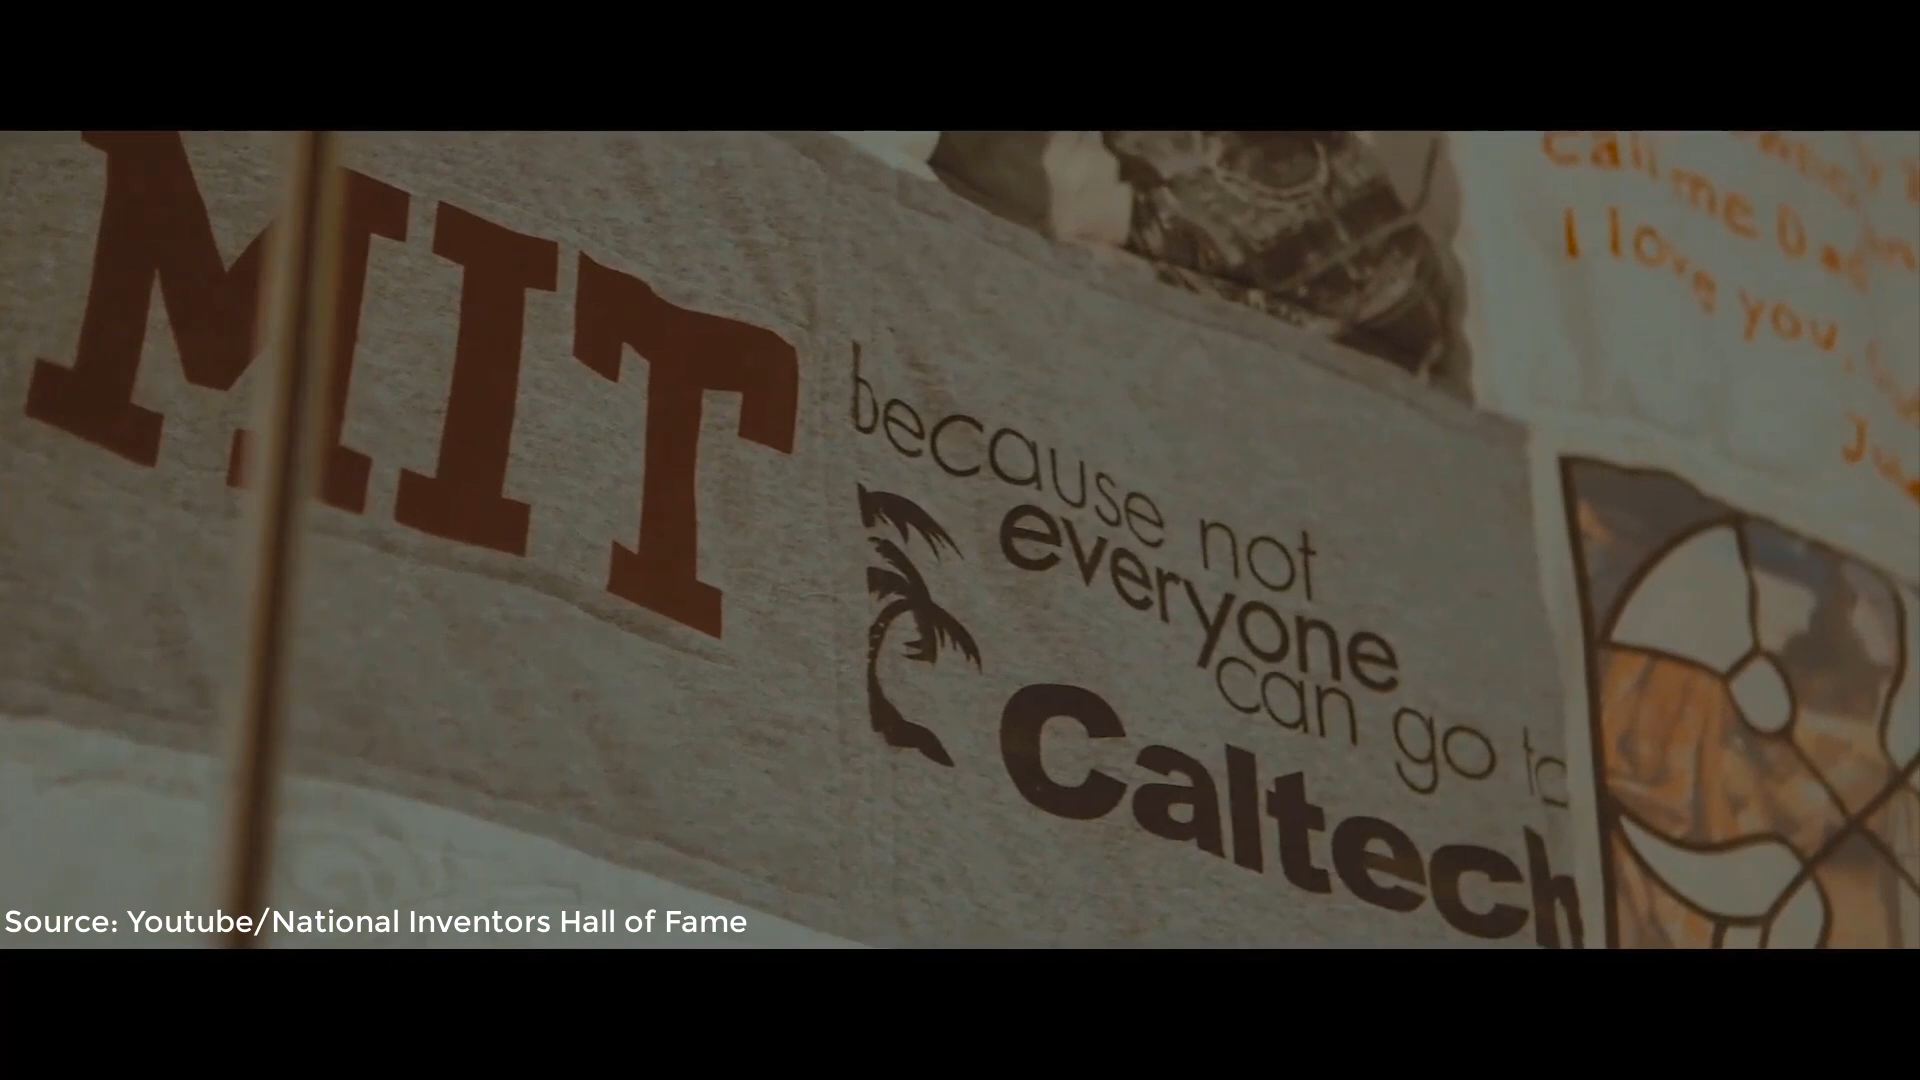 MIT
because not
everyone
can go to
Caltech
call me Dad
I love you.
Source: Youtube/National Inventors Hall of Fame